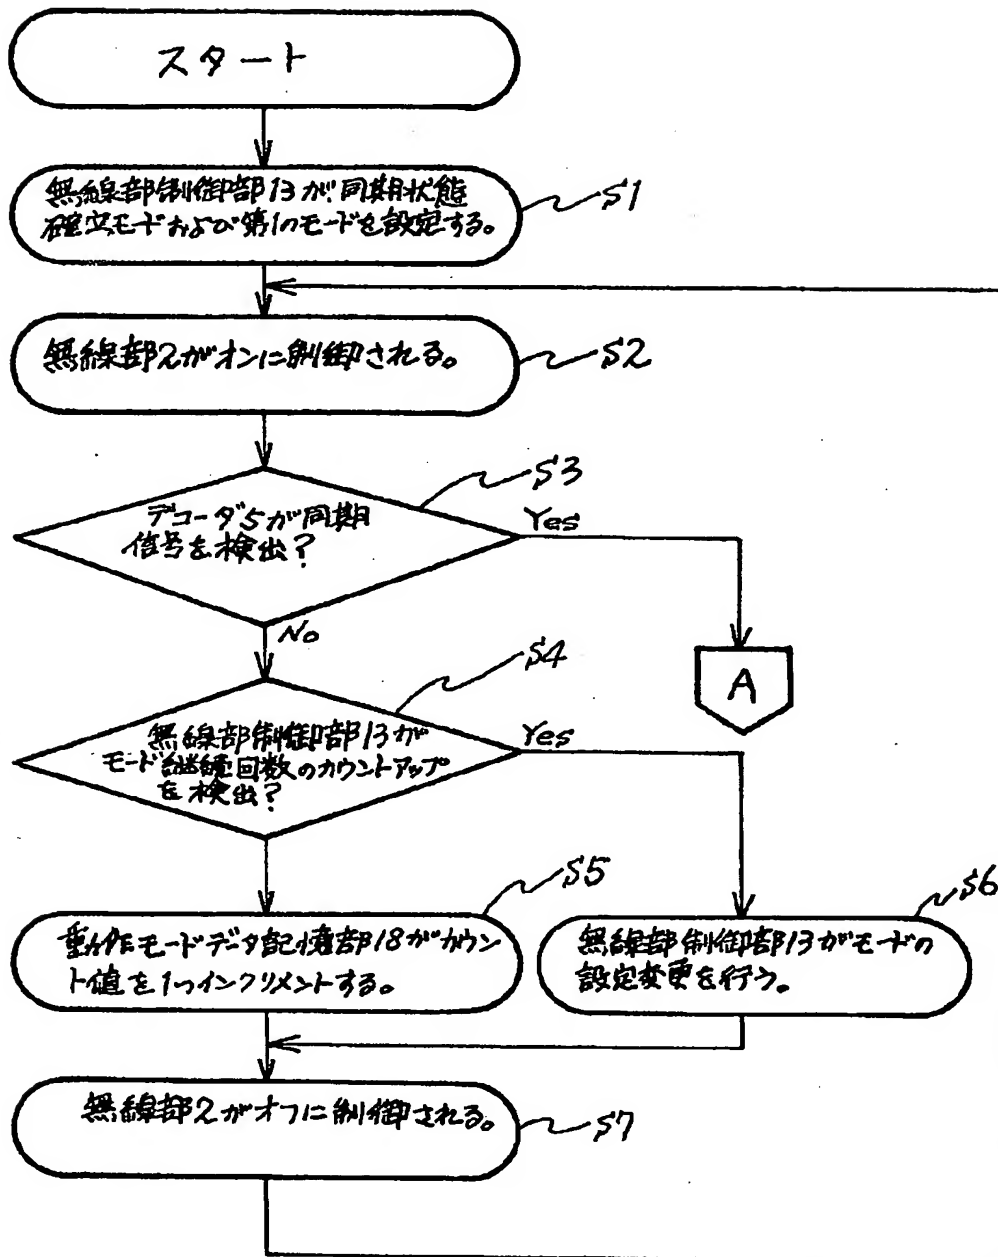 スタート
無線部制御部13が、同期状態
確立モードおよび第1のモードを設定する。
S1
無線部2がオンに制御される。
S2
S3
デコーダ5が同期
信号を検出?
Yes
No
A
S4
無線部制御部13が
モード継続回数のカウントアップ
を検出?
Yes
S5
動作モードデータ記憶部18がカウン
ト値を1つインクリメントする。
S6
無線部制御部13がモードの
設定変更を行う。
無線部2がオフに制御される。
S7